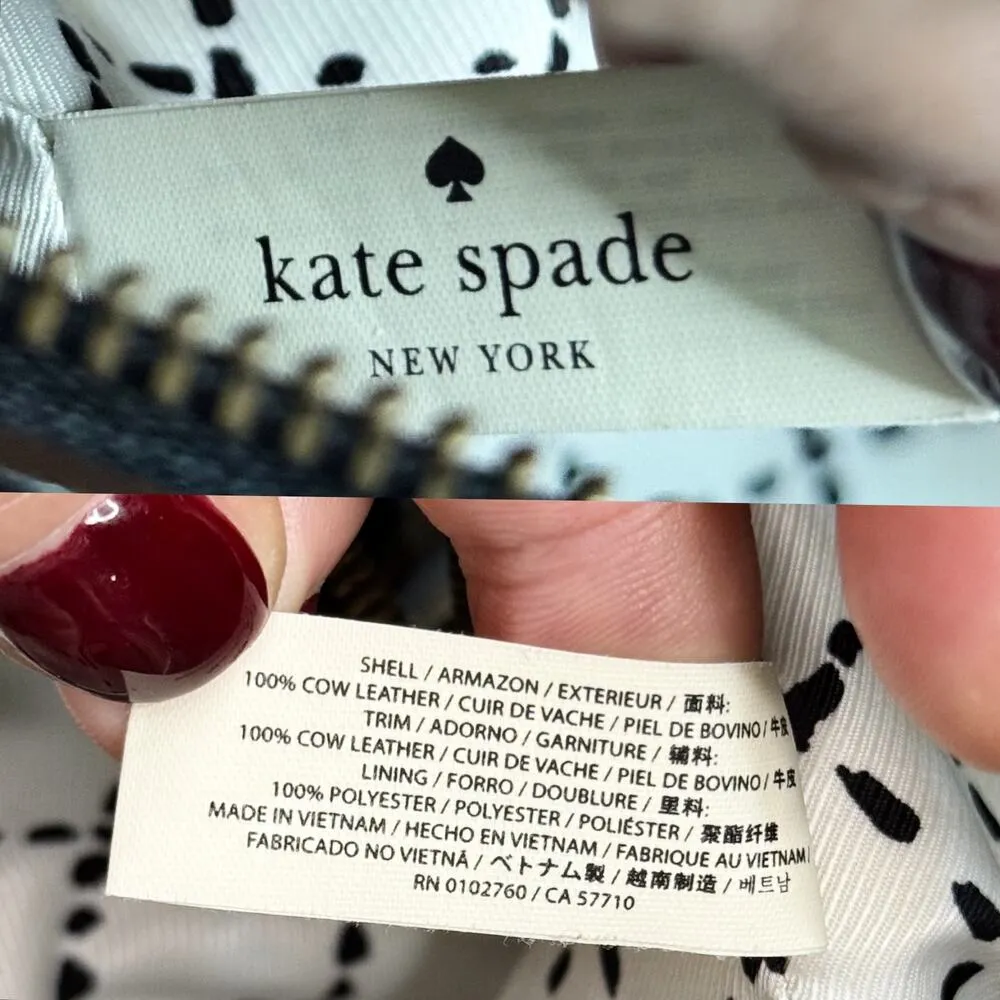 kate spade
NEW YORK
SHELL / ARMAZON / EXTERIEUR / 面料:
100% COW LEATHER / CUIR DE VACHE / PIEL DE BOVINO / 牛皮
TRIM / ADORNO / GARNITURE / 辅料:
100% COW LEATHER / CUIR DE VACHE / PIEL DE BOVINO / 牛皮
LINING / FORRO / DOUBLURE / 里料:
100% POLYESTER / POLYESTER / POLIÉSTER / 聚酯纤维
MADE IN VIETNAM / HECHO EN VIETNAM / FABRIQUE AU VIETNAM /
FABRICADO NO VIETNÃ / ベトナム製 / 越南制造 / 베트남
RN 0102760 / CA 57710